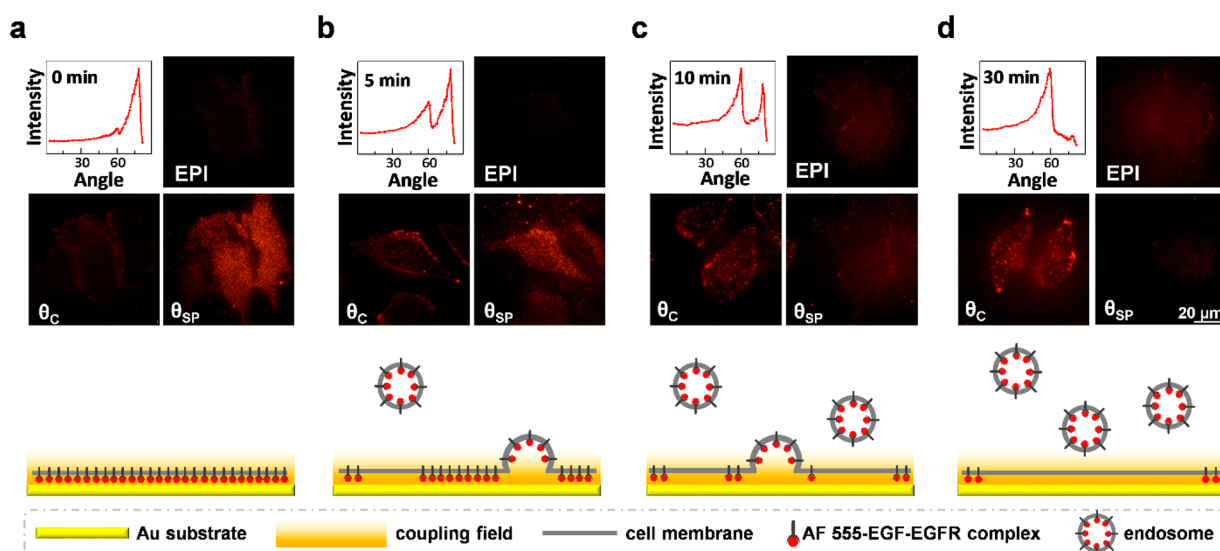 a
b
c
d
Intensity
0 min
30
60
Angle
EPI
θC
θSP
Intensity
5 min
30
60
Angle
EPI
θC
θSP
Intensity
10 min
30
60
Angle
EPI
θC
θSP
Intensity
30 min
30
60
Angle
EPI
θC
θSP
20 µm
Au substrate
coupling field
cell membrane
AF 555-EGF-EGFR complex
endosome